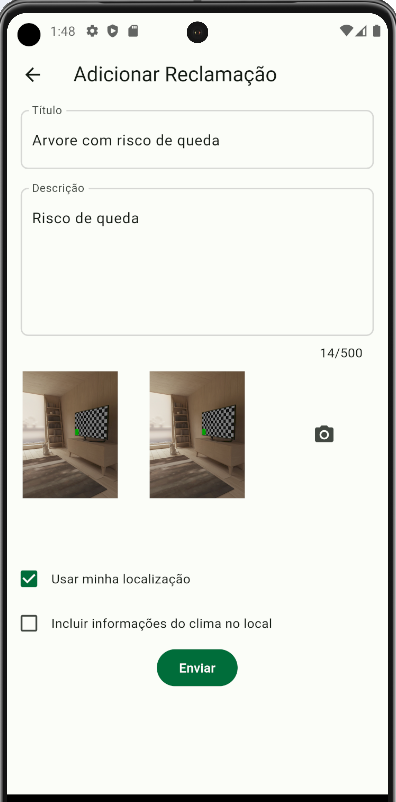 1:48
Adicionar Reclamação
Título
Arvore com risco de queda
Descrição
Risco de queda
14/500
Usar minha localização
Incluir informações do clima no local
Enviar